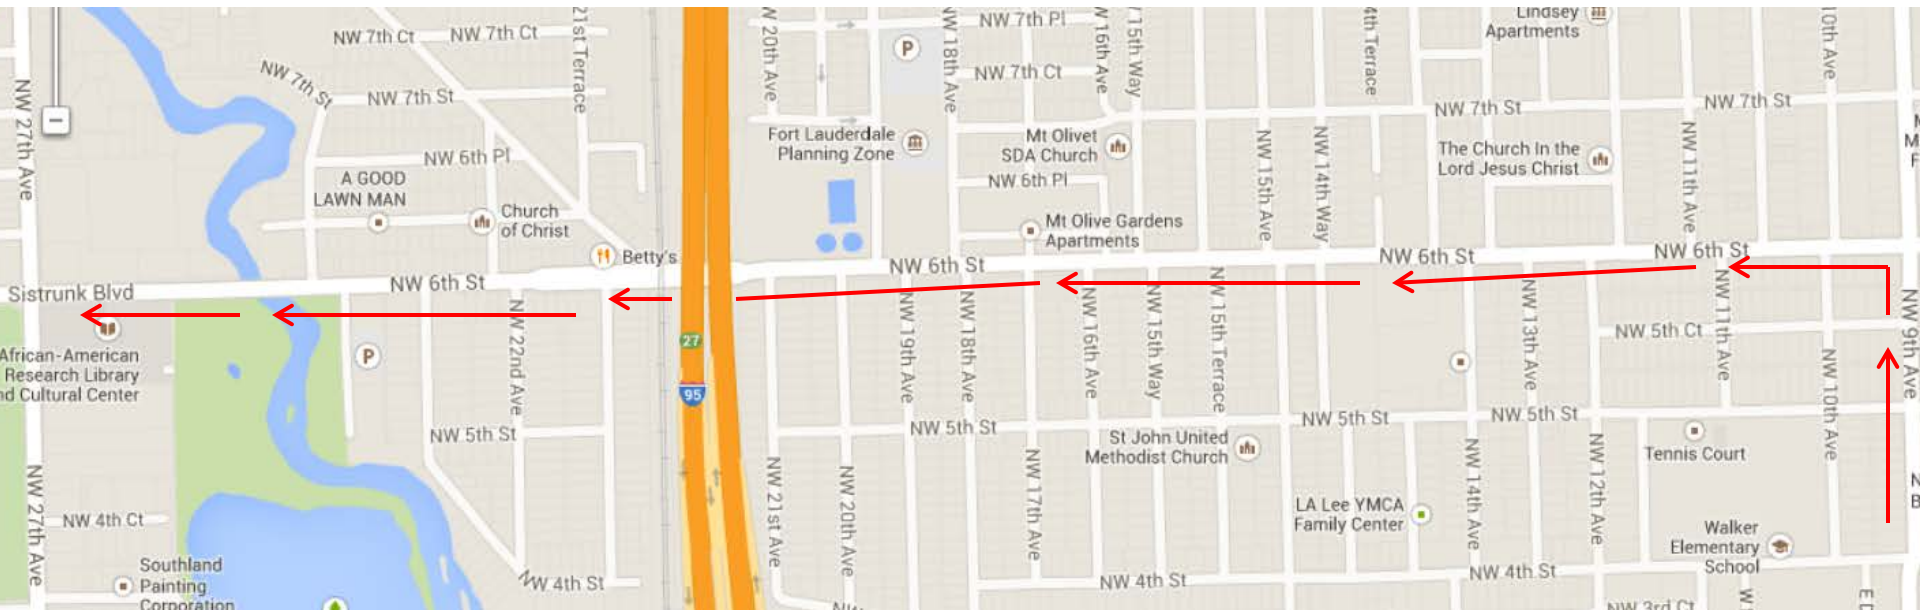 NW 7th Ct
NW 7th Ct
21st Terrace
NW 7th St
NW 7th St
NW 27th Ave
NW 6th Pl
A GOOD
LAWN MAN
Church
of Christ
Betty's
NW 6th St
Sistrunk Blvd
African-American
Research Library
nd Cultural Center
P
NW 22nd Ave
NW 5th St
NW 27th Ave
NW 4th Ct
Southland
Painting
Corporation
NW 4th St
27
95
W 20th Ave
P
NW 18th Ave
NW 7th Pl
NW 7th Ct
W 16th Ave
15th Way
Fort Lauderdale
Planning Zone
Mt Olivet
SDA Church
NW 6th Pl
Mt Olive Gardens
Apartments
NW 6th St
NW 15th Ave
NW 14th Way
4th Terrace
Lindsey
Apartments
NW 7th St
NW 7th St
10th Ave
The Church In the
Lord Jesus Christ
NW 11th Ave
NW 6th St
NW 6th St
NW 19th Ave
NW 18th Ave
NW 16th Ave
NW 15th Way
NW 15th Terrace
NW 13th Ave
NW 11th Ave
NW 5th Ct
NW 9th Ave
NW 10th Ave
NW 5th St
NW 5th St
NW 5th St
St John United
Methodist Church
Tennis Court
NW 21st Ave
NW 20th Ave
NW 17th Ave
NW 14th Ave
NW 12th Ave
LA Lee YMCA
Family Center
Walker
Elementary
School
NW 4th St
NW 4th St
NW 3rd Ct